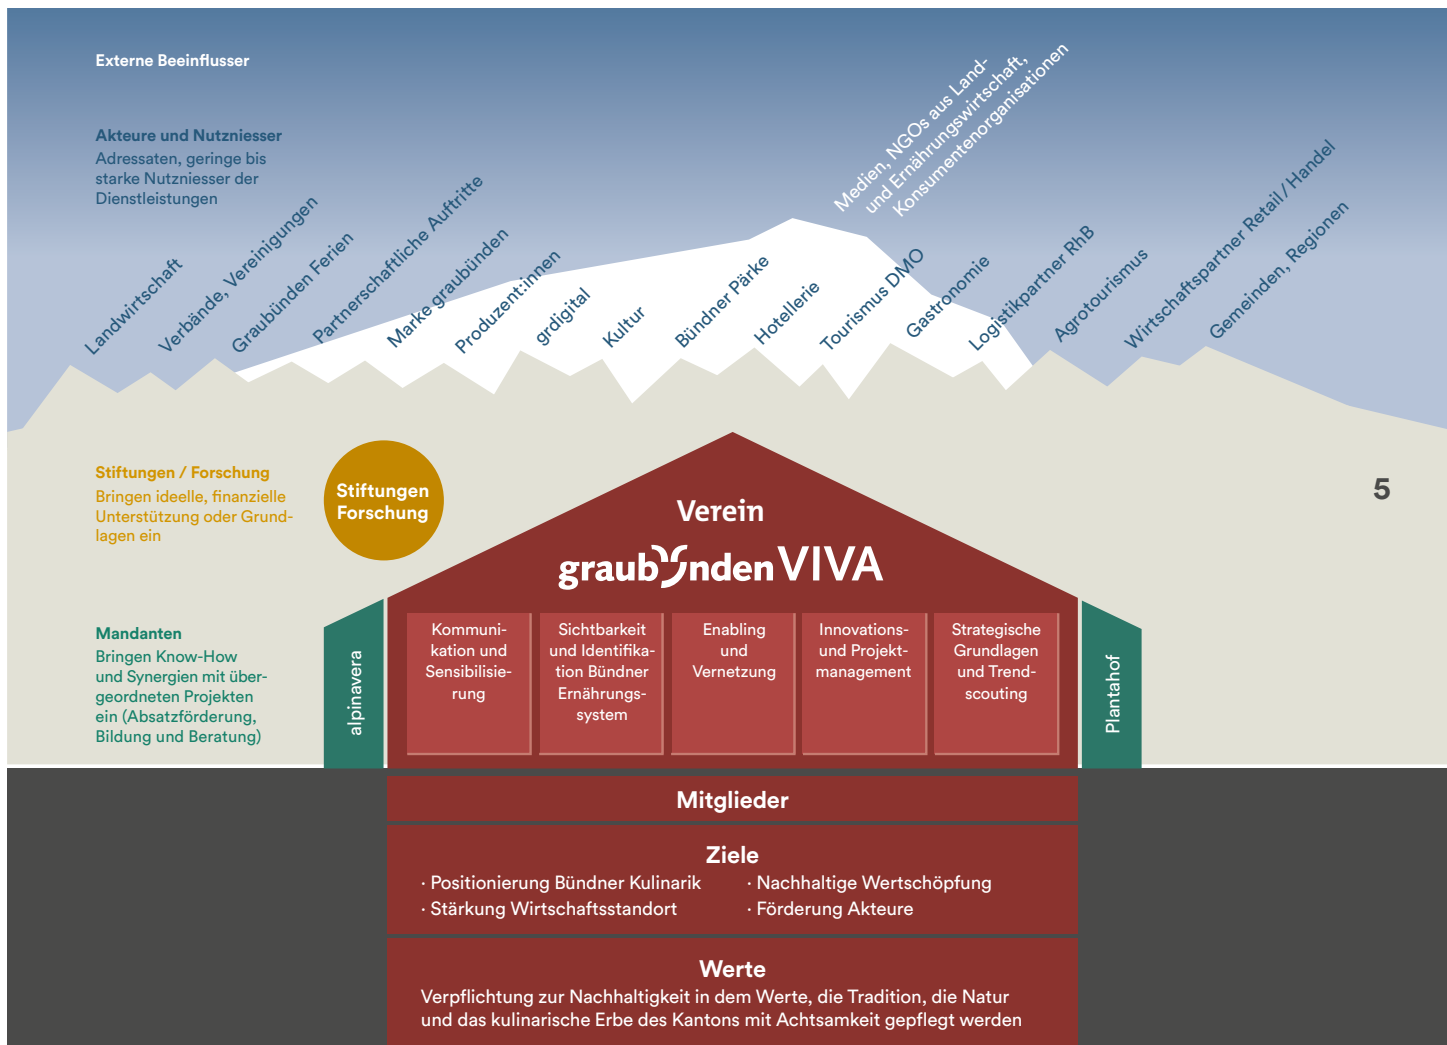 Externe Beeinflusser
Akteure und Nutzniesser
Adressaten, geringe bis
starke Nutzniesser der
Dienstleistungen
Medien, NGOs aus Land-
und Ernährungswirtschaft,
Konsumentenorganisationen
Landwirtschaft
Verbände, Vereinigungen
Graubünden Ferien
Partnerschaftliche Auftritte
Marke graubünden
Produzent:innen
grdigital
Kultur
Bündner Pärke
Hotellerie
Tourismus DMO
Gastronomie
Logistikpartner RhB
Agrotourismus
Wirtschaftspartner Retail / Handel
Gemeinden, Regionen
Stiftungen / Forschung
Bringen ideelle, finanzielle
Unterstützung oder Grund-
lagen ein
Stiftungen
Forschung
5
Verein
graubünden VIVA
Mandanten
Bringen Know-How
und Synergien mit über-
geordneten Projekten
ein (Absatzförderung,
Bildung und Beratung)
alpinavera
Kommuni-
kation und
Sensibilisie-
rung
Sichtbarkeit
und Identifika-
tion Bündner
Ernährungs-
system
Enabling
und
Vernetzung
Innovations-
und Projekt-
management
Strategische
Grundlagen
und Trend-
scouting
Plantahof
Mitglieder
Ziele
· Positionierung Bündner Kulinarik
· Stärkung Wirtschaftsstandort
· Nachhaltige Wertschöpfung
· Förderung Akteure
Werte
Verpflichtung zur Nachhaltigkeit in dem Werte, die Tradition, die Natur
und das kulinarische Erbe des Kantons mit Achtsamkeit gepflegt werden